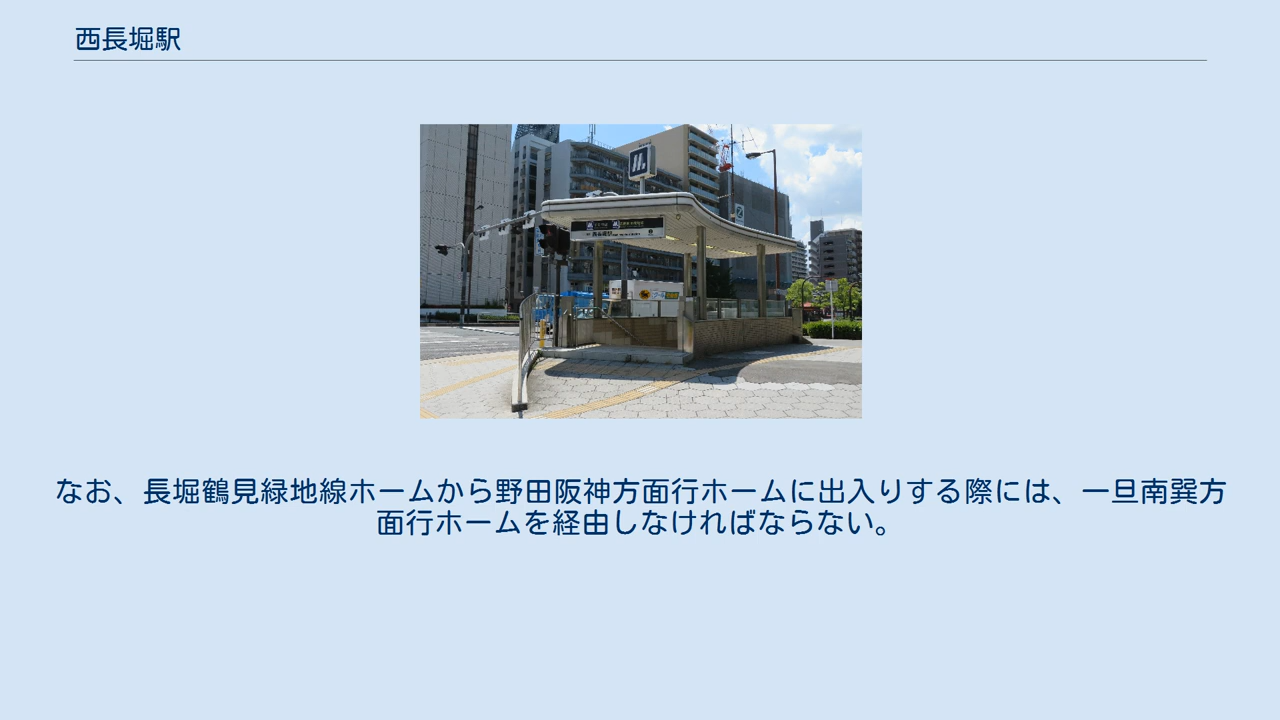 西長堀駅
なお、長堀鶴見緑地線ホームから野田阪神方面行ホームに出入りする際には、一旦南巽方
面行ホームを経由しなければならない。